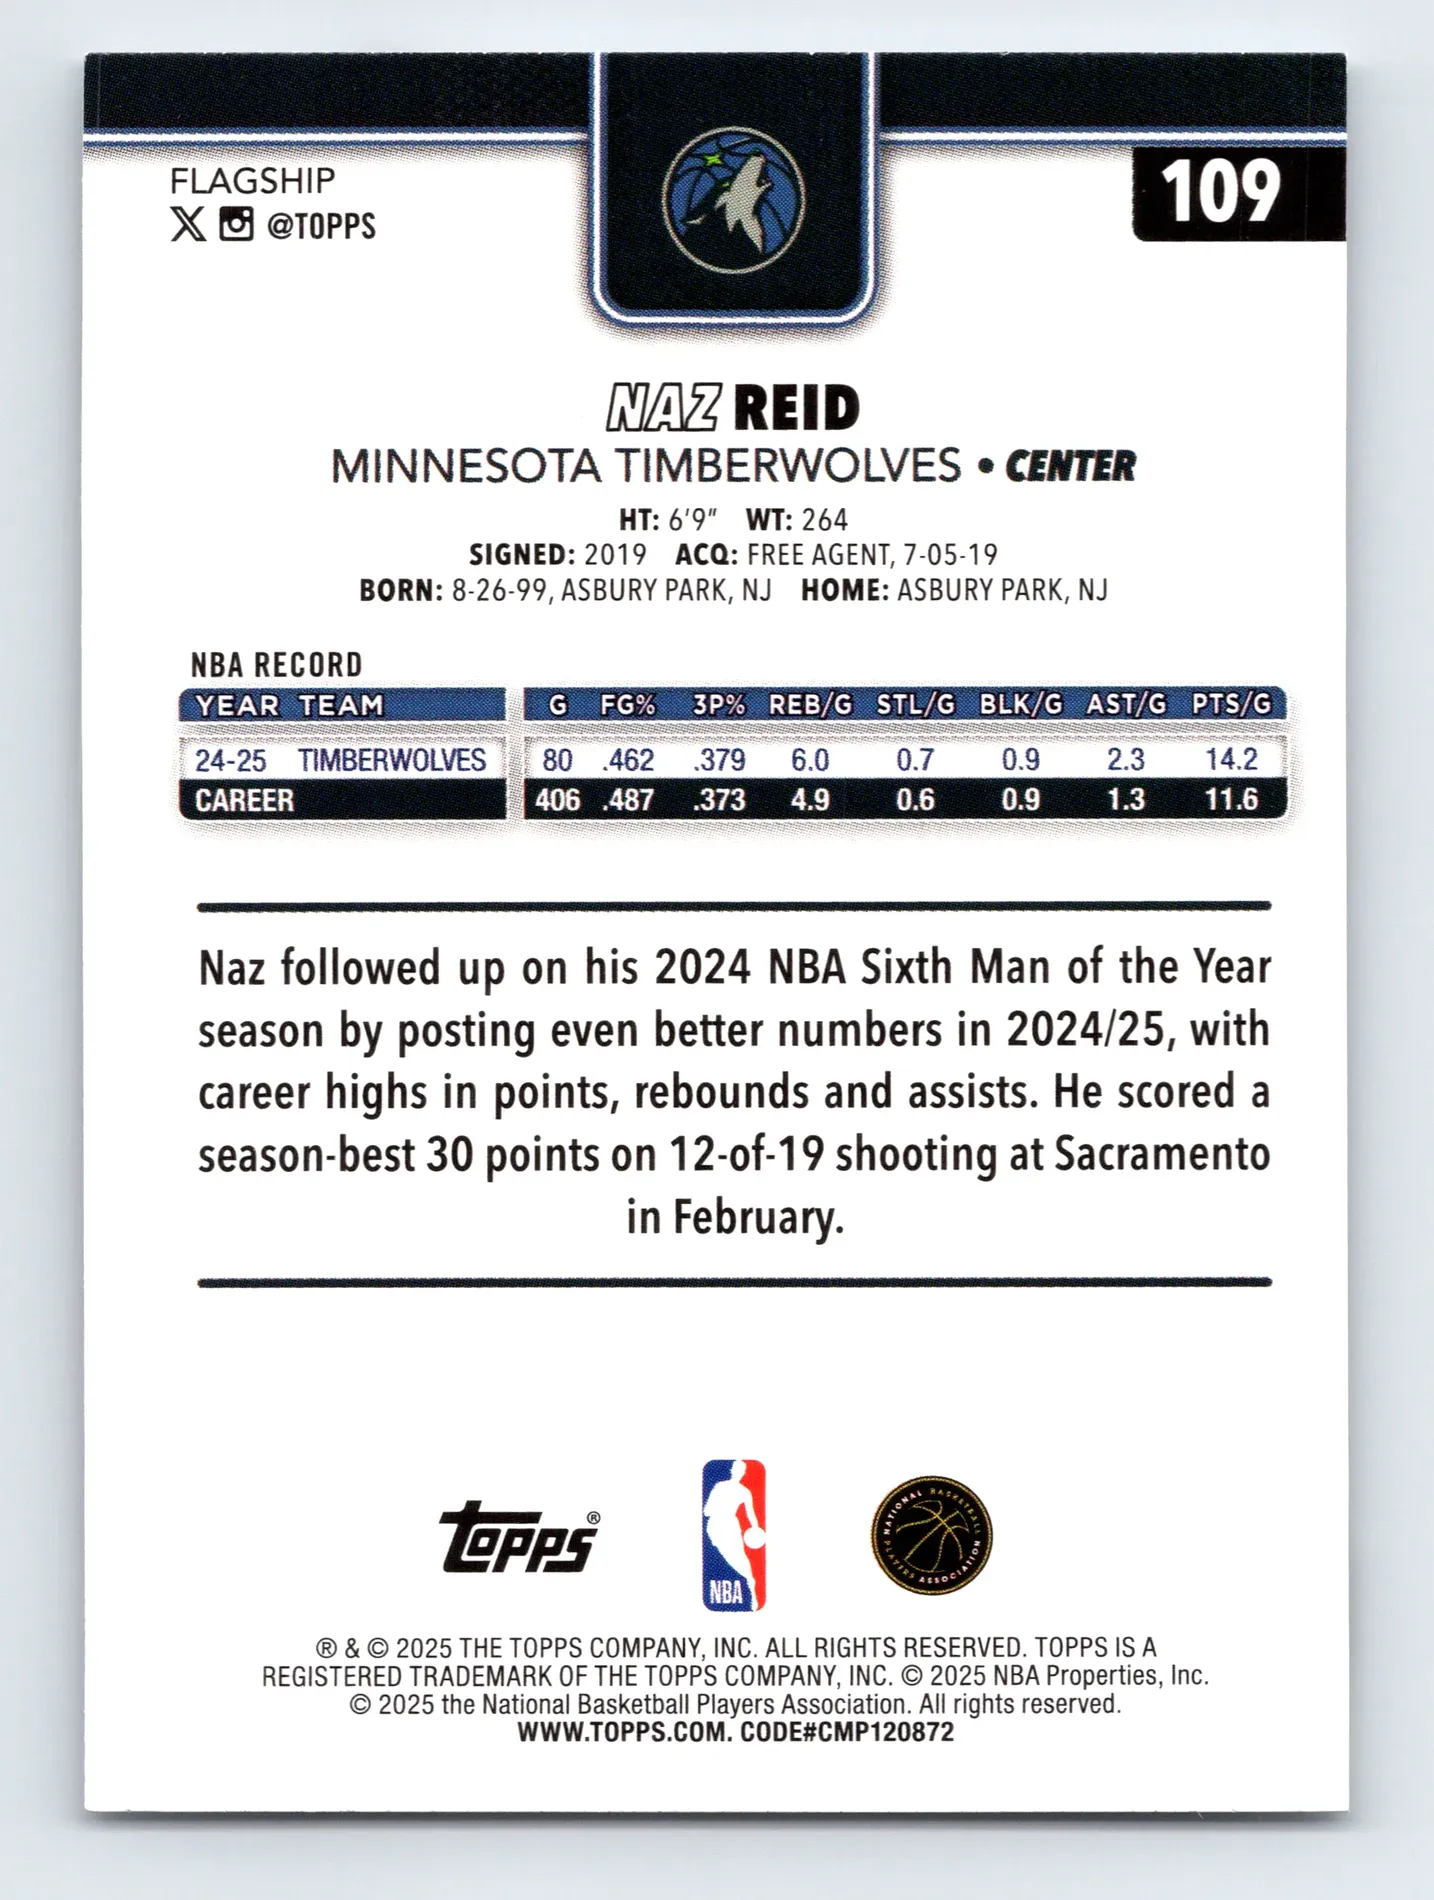 FLAGSHIP
109
@TOPPS
NAZ REID
MINNESOTA TIMBERWOLVES • CENTER
HT: 6'9" WT: 264
SIGNED: 2019 ACQ: FREE AGENT, 7-05-19
BORN: 8-26-99, ASBURY PARK, NJ HOME: ASBURY PARK, NJ
NBA RECORD
YEAR TEAM G FG% 3P% REB/G STL/G BLK/G AST/G PTS/G
24-25 TIMBERWOLVES 80 .462 .379 6.0 0.7 0.9 2.3 14.2
CAREER 406 .487 .373 4.9 0.6 0.9 1.3 11.6
Naz followed up on his 2024 NBA Sixth Man of the Year
season by posting even better numbers in 2024/25, with
career highs in points, rebounds and assists. He scored a
season-best 30 points on 12-of-19 shooting at Sacramento
in February.
TOPPS®
NBA
NATIONAL BASKETBALL PLAYERS ASSOCIATION
® & © 2025 THE TOPPS COMPANY, INC. ALL RIGHTS RESERVED. TOPPS IS A
REGISTERED TRADEMARK OF THE TOPPS COMPANY, INC. © 2025 NBA Properties, Inc.
© 2025 the National Basketball Players Association. All rights reserved.
WWW.TOPPS.COM. CODE#CMP120872